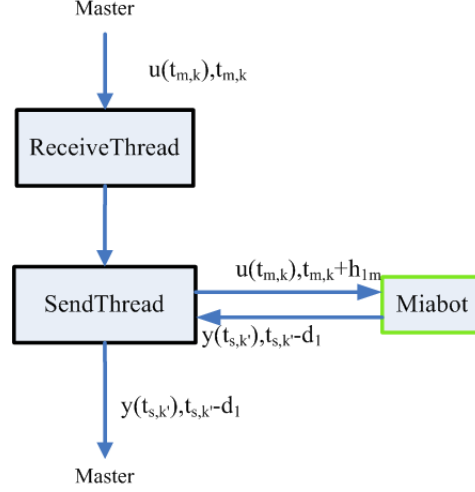 Master
u(tₘ,ₖ),tₘ,ₖ
ReceiveThread
u(tₘ,ₖ),tₘ,ₖ+h₁ₘ
SendThread
Miabot
y(tₛ,ₖ'),tₛ,ₖ'-d₁
y(tₛ,ₖ'),tₛ,ₖ'-d₁
Master